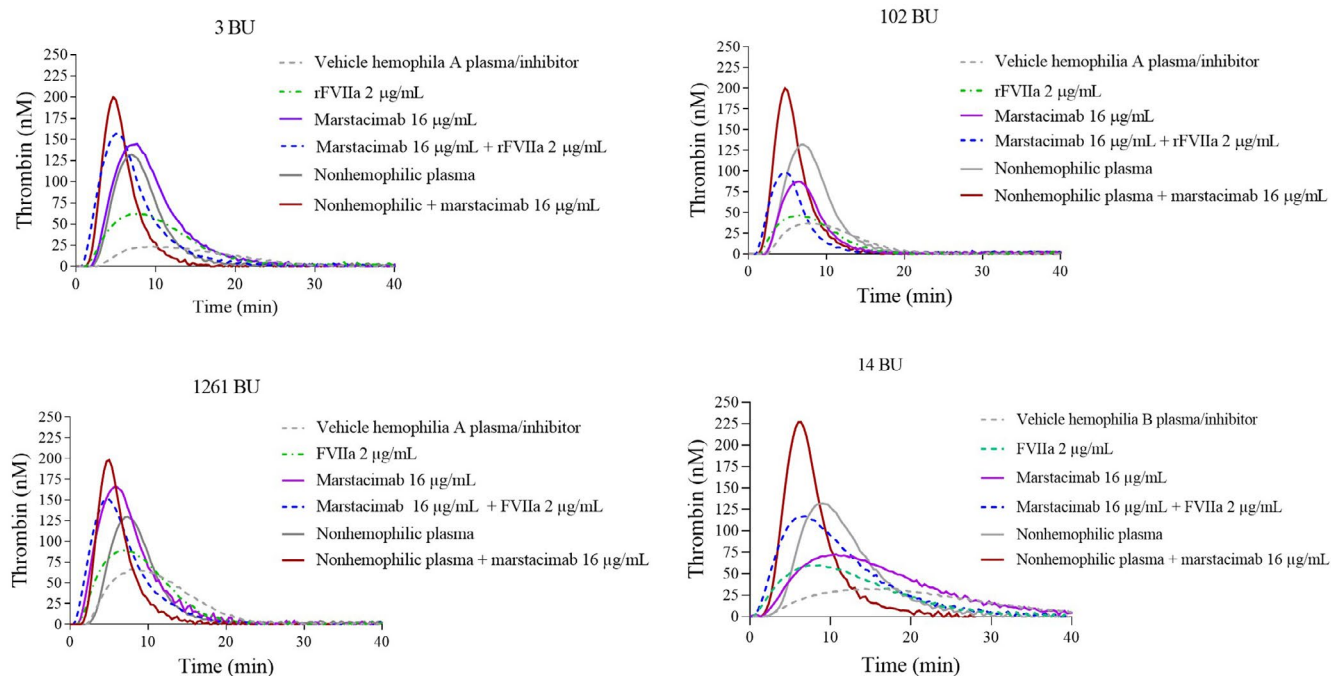 3 BU
250
225
200
175
150
125
100
75
50
25
0
Thrombin (nM)
0 10 20 30 40
Time (min)
Vehicle hemophila A plasma/inhibitor
rFVIIa 2 µg/mL
Marstacimab 16 µg/mL
Marstacimab 16 µg/mL + rFVIIa 2 µg/mL
Nonhemophilic plasma
Nonhemophilic + marstacimab 16 µg/mL
102 BU
250
225
200
175
150
125
100
75
50
25
0
Thrombin (nM)
0 10 20 30 40
Time (min)
Vehicle hemophilia A plasma/inhibitor
rFVIIa 2 µg/mL
Marstacimab 16 µg/mL
Marstacimab 16 µg/mL + rFVIIa 2 µg/mL
Nonhemophilic plasma
Nonhemophilic plasma + marstacimab 16 µg/mL
1261 BU
250
225
200
175
150
125
100
75
50
25
0
Thrombin (nM)
0 10 20 30 40
Time (min)
Vehicle hemophilia A plasma/inhibitor
FVIIa 2 µg/mL
Marstacimab 16 µg/mL
Marstacimab 16 µg/mL + FVIIa 2 µg/mL
Nonhemophilic plasma
Nonhemophilic plasma + marstacimab 16 µg/mL
14 BU
250
225
200
175
150
125
100
75
50
25
0
Thrombin (nM)
0 10 20 30 40
Time (min)
Vehicle hemophilia B plasma/inhibitor
FVIIa 2 µg/mL
Marstacimab 16 µg/mL
Marstacimab 16 µg/mL + FVIIa 2 µg/mL
Nonhemophilic plasma
Nonhemophilic plasma + marstacimab 16 µg/mL